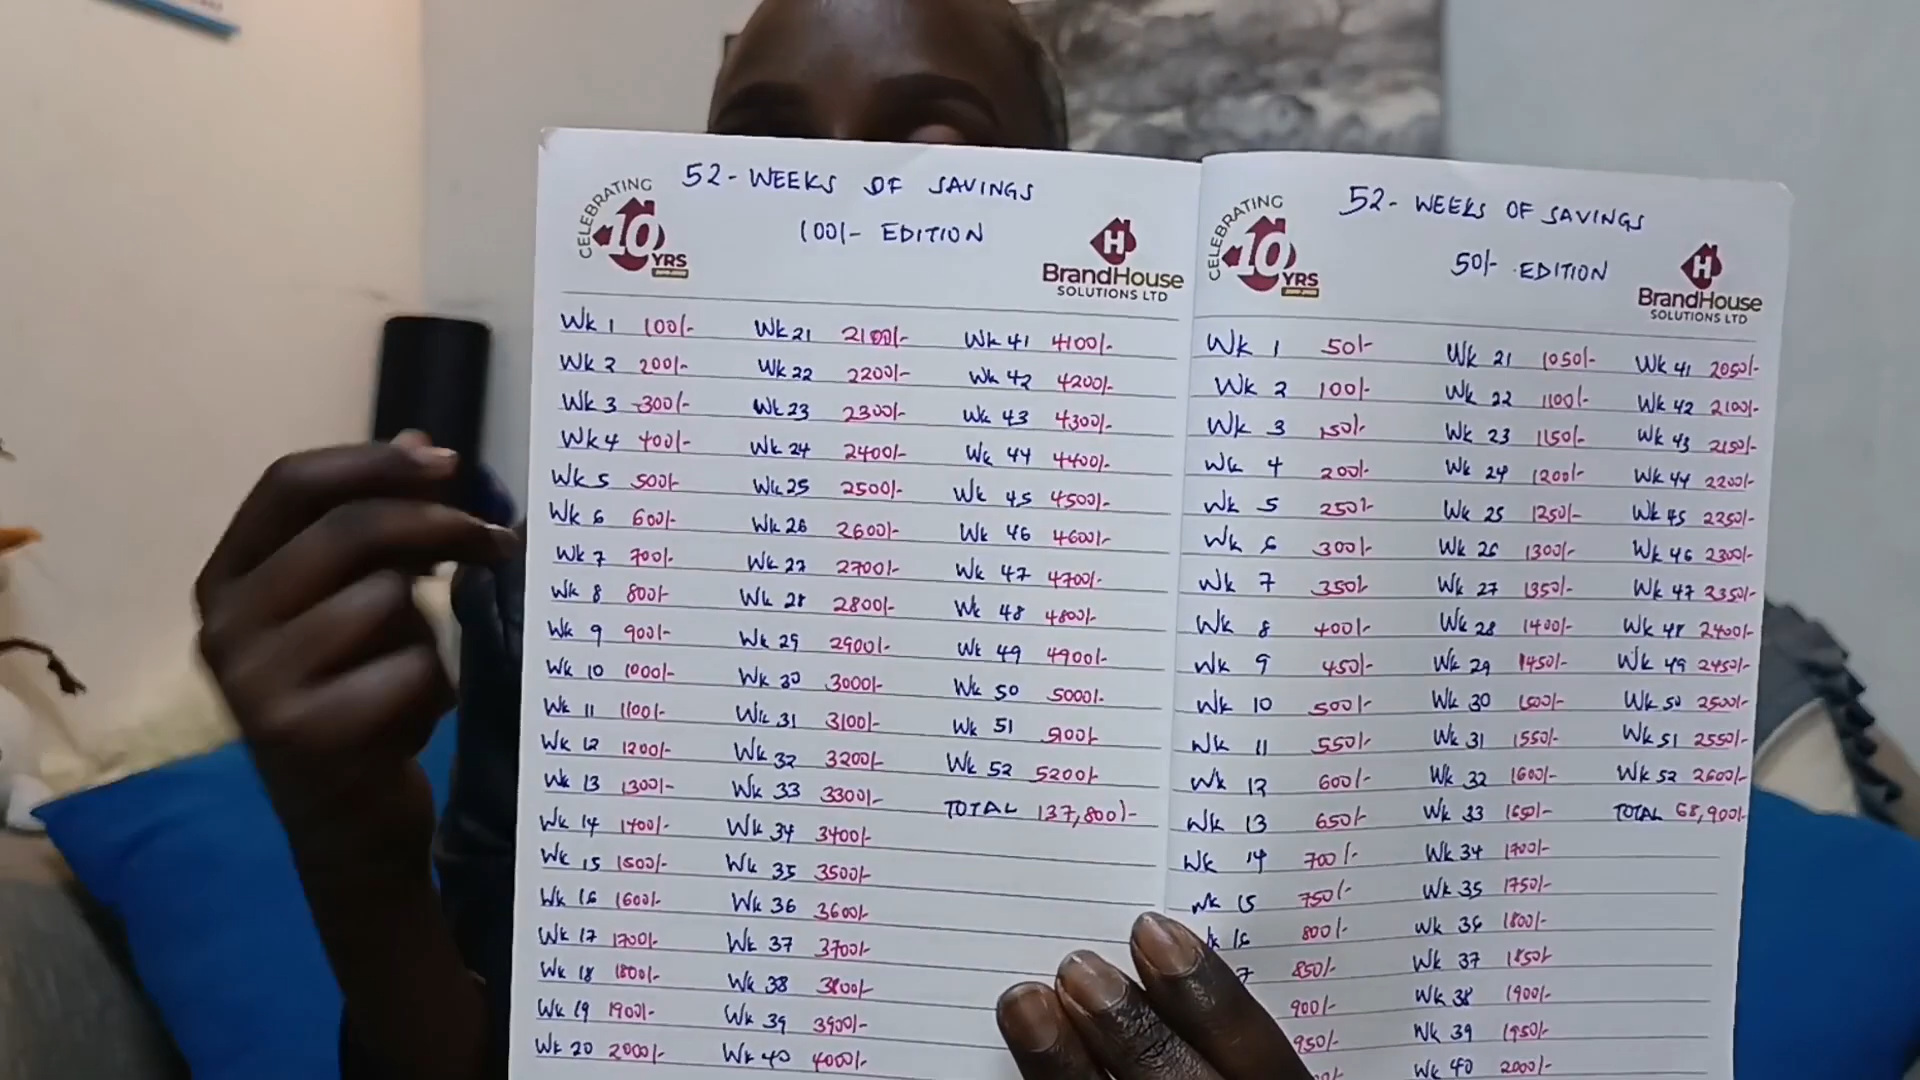 52- WEEKS OF SAVINGS
100/- EDITION
CELEBRATING
10
YRS
H
BrandHouse
SOLUTIONS LTD
Wk 1 100/- Wk 21 2100/- Wk 41 4100/-
Wk 2 200/- Wk 22 2200/- Wk 42 4200/-
Wk 3 300/- Wk 23 2300/- Wk 43 4300/-
Wk 4 400/- Wk 24 2400/- Wk 44 4400/-
Wk 5 500/- Wk 25 2500/- Wk 45 4500/-
Wk 6 600/- Wk 26 2600/- Wk 46 4600/-
Wk 7 700/- Wk 27 2700/- Wk 47 4700/-
Wk 8 800/- Wk 28 2800/- Wk 48 4800/-
Wk 9 900/- Wk 29 2900/- Wk 49 4900/-
Wk 10 1000/- Wk 30 3000/- Wk 50 5000/-
Wk 11 1100/- Wk 31 3100/- Wk 51 5100/-
Wk 12 1200/- Wk 32 3200/- Wk 52 5200/-
Wk 13 1300/- Wk 33 3300/- TOTAL 137,800/-
Wk 14 1400/- Wk 34 3400/-
Wk 15 1500/- Wk 35 3500/-
Wk 16 1600/- Wk 36 3600/-
Wk 17 1700/- Wk 37 3700/-
Wk 18 1800/- Wk 38 3800/-
Wk 19 1900/- Wk 39 3900/-
Wk 20 2000/- Wk 40 4000/-
52- WEEKS OF SAVINGS
50/- EDITION
CELEBRATING
10
YRS
H
BrandHouse
SOLUTIONS LTD
Wk 1 50/- Wk 21 1050/- Wk 41 2050/-
Wk 2 100/- Wk 22 1100/- Wk 42 2100/-
Wk 3 150/- Wk 23 1150/- Wk 43 2150/-
Wk 4 200/- Wk 24 1200/- Wk 44 2200/-
Wk 5 250/- Wk 25 1250/- Wk 45 2250/-
Wk 6 300/- Wk 26 1300/- Wk 46 2300/-
Wk 7 350/- Wk 27 1350/- Wk 47 2350/-
Wk 8 400/- Wk 28 1400/- Wk 48 2400/-
Wk 9 450/- Wk 29 1450/- Wk 49 2450/-
Wk 10 500/- Wk 30 1500/- Wk 50 2500/-
Wk 11 550/- Wk 31 1550/- Wk 51 2550/-
Wk 12 600/- Wk 32 1600/- Wk 52 2600/-
Wk 13 650/- Wk 33 1650/- TOTAL 68,900/-
Wk 14 700/- Wk 34 1700/-
Wk 15 750/- Wk 35 1750/-
Wk 16 800/- Wk 36 1800/-
7 850/- Wk 37 1850/-
900/- Wk 38 1900/-
950/- Wk 39 1950/-
Wk 40 2000/-